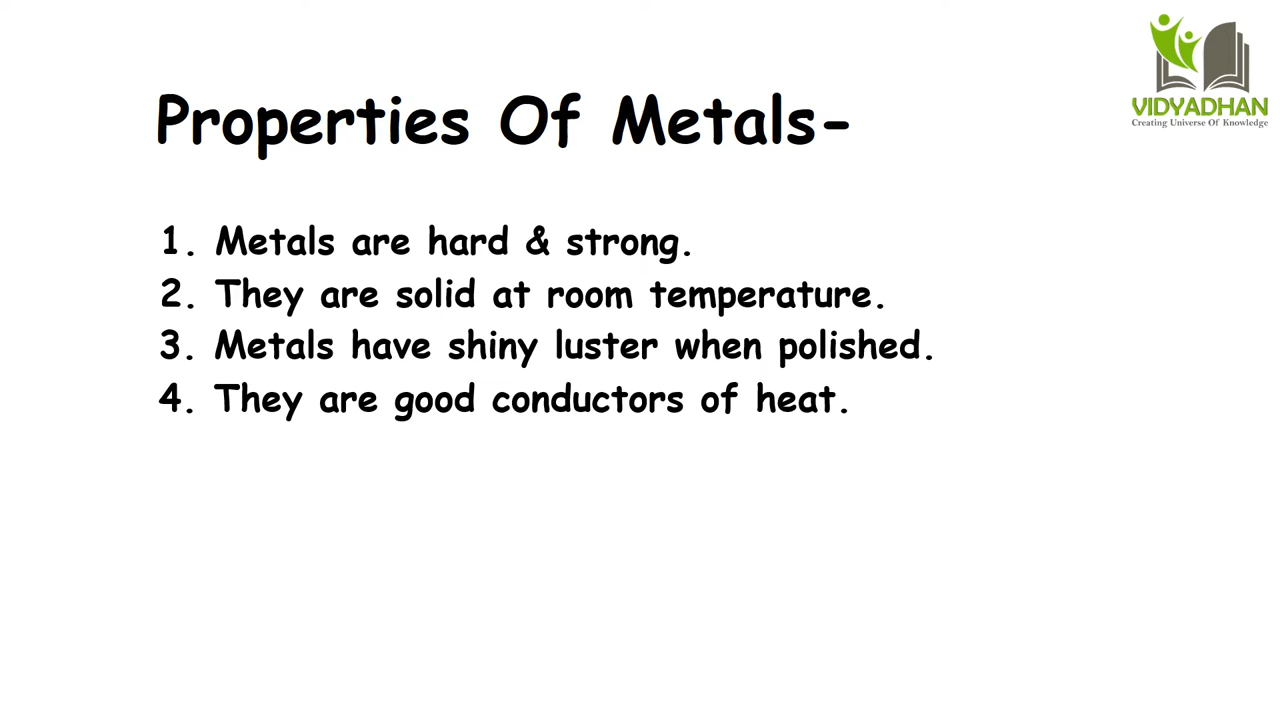 VIDYADHAN
Creating Universe Of Knowledge
Properties Of Metals-
1. Metals are hard & strong.
2. They are solid at room temperature.
3. Metals have shiny luster when polished.
4. They are good conductors of heat.